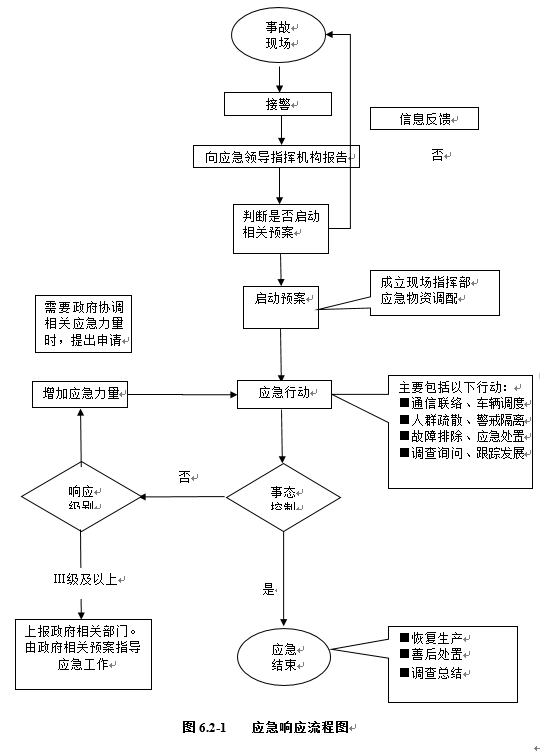 事故
现场
接警
信息反馈
向应急领导指挥机构报告
否
判断是否启动
相关预案
成立现场指挥部
应急物资调配
启动预案
需要政府协调
相关应急力量
时，提出申请
增加应急力量
应急行动
主要包括以下行动：
■通信联络、车辆调度
■人群疏散、警戒隔离
■故障排除、应急处置
■调查询问、跟踪发展
否
响应
级别
事态
控制
III级及以上
是
上报政府相关部门。
由政府相关预案指导
应急工作
应急
结束
■恢复生产
■善后处置
■调查总结
图 6.2-1 应急响应流程图